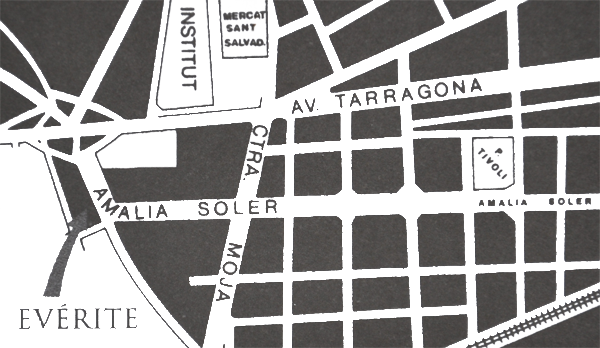 INSTITUT
MERCAT
SANT
SALVAD.
AV. TARRAGONA
CTRA.
P.
TIVOLI
AMALIA SOLER
AMALIA SOLER
MOJA
EVÉRITE